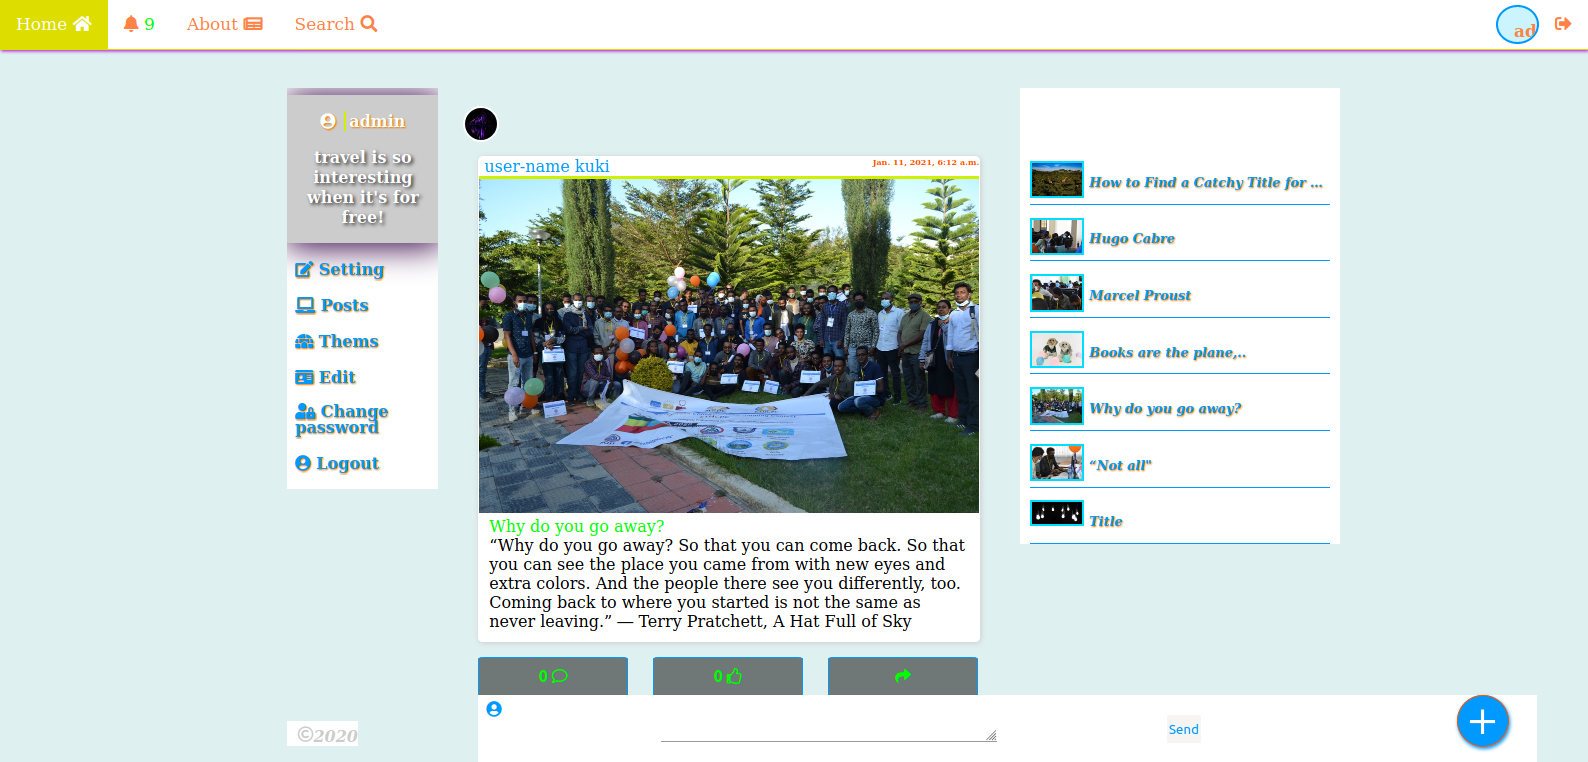 Home 9 About Search ad
admin
travel is so
interesting
when it's for
free!
Setting
Posts
Thems
Edit
Change
password
Logout
©2020
user-name kuki Jan. 11, 2021, 6:12 a.m.
Why do you go away?
“Why do you go away? So that you can come back. So that
you can see the place you came from with new eyes and
extra colors. And the people there see you differently, too.
Coming back to where you started is not the same as
never leaving.” — Terry Pratchett, A Hat Full of Sky
0 0
Send
How to Find a Catchy Title for ...
Hugo Cabre
Marcel Proust
Books are the plane,..
Why do you go away?
“Not all"
Title